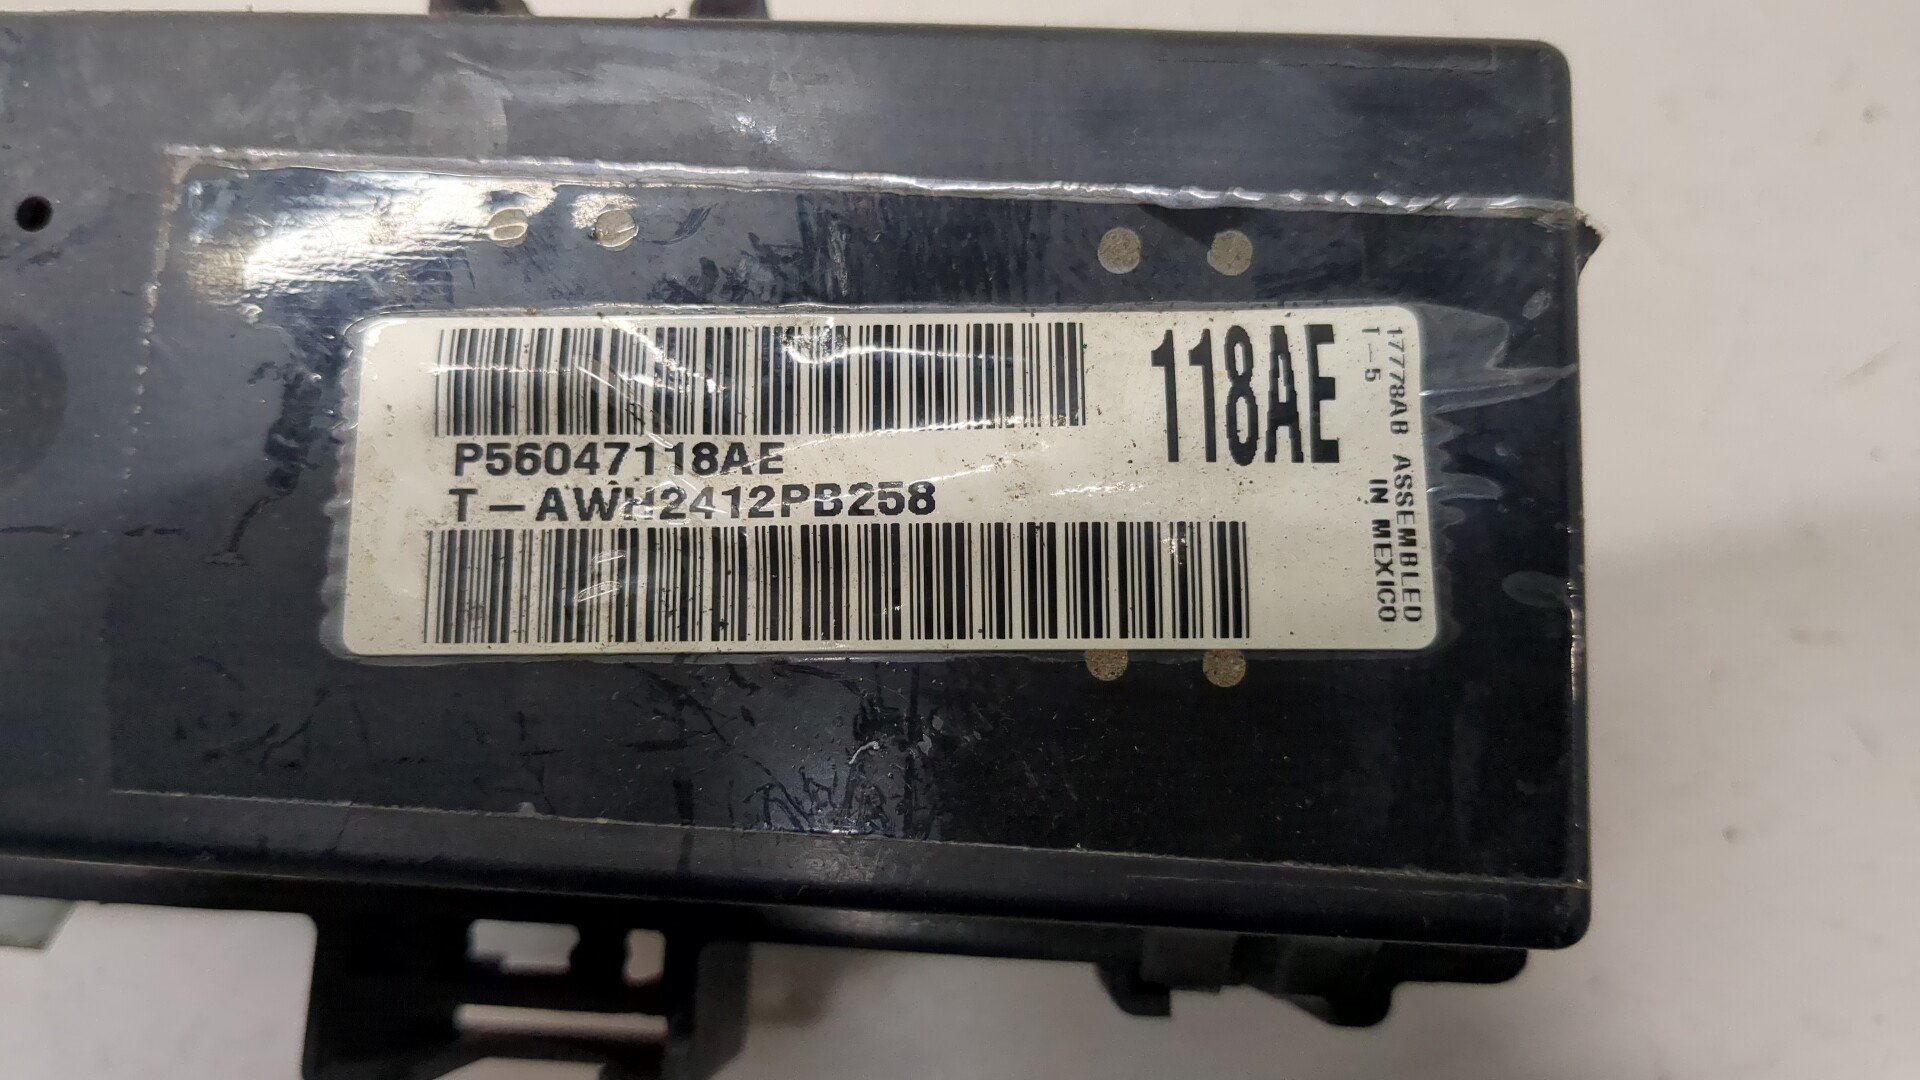 P56047118AE
T-AWH2412PB258
118AE
17778AB ASSEMBLED
T-5 IN MEXICO